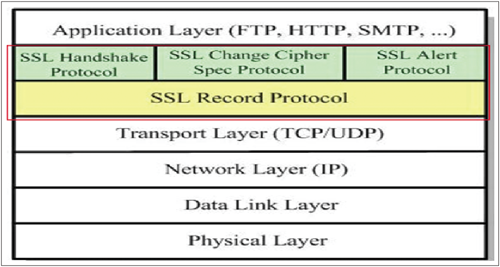 Application Layer (FTP, HTTP, SMTP, ...)
SSL Handshake Protocol
SSL Change Cipher Spec Protocol
SSL Alert Protocol
SSL Record Protocol
Transport Layer (TCP/UDP)
Network Layer (IP)
Data Link Layer
Physical Layer